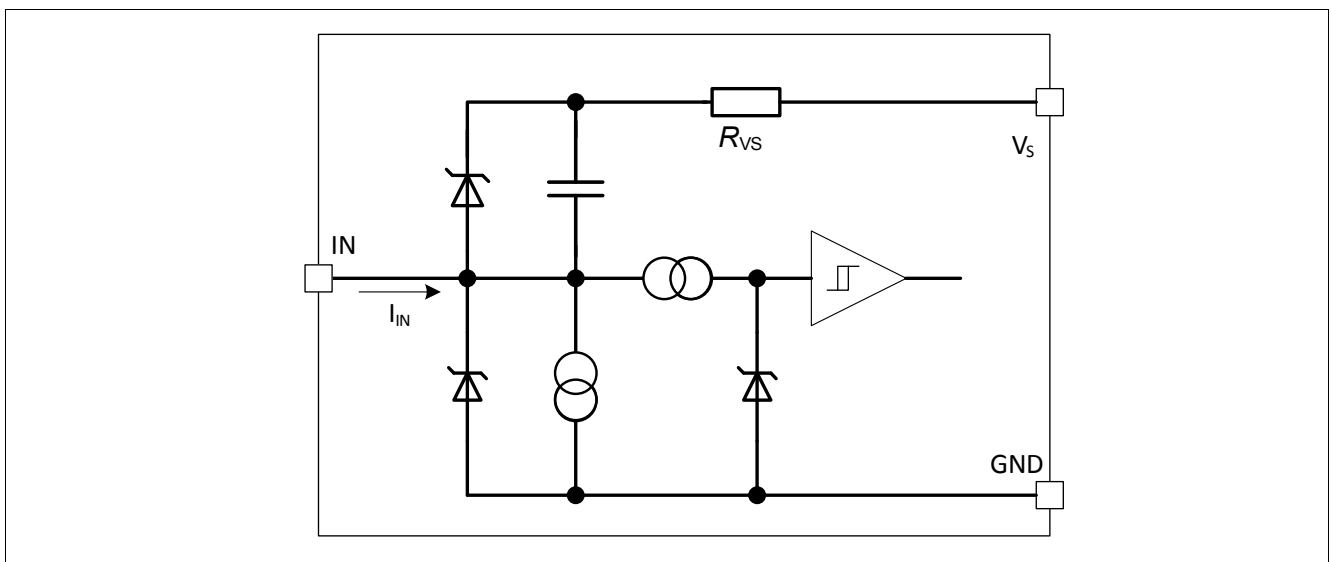 R_VS
V_S
IN
I_IN
GND